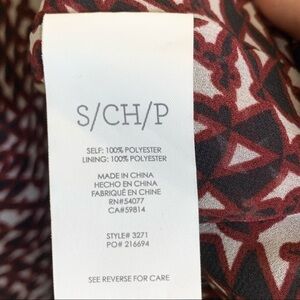 S/CH/P
SELF: 100% POLYESTER
LINING: 100% POLYESTER
MADE IN CHINA
HECHO EN CHINA
FABRIQUÉ EN CHINE
RN#54077
CA#59814
STYLE# 3271
PO# 216694
SEE REVERSE FOR CARE